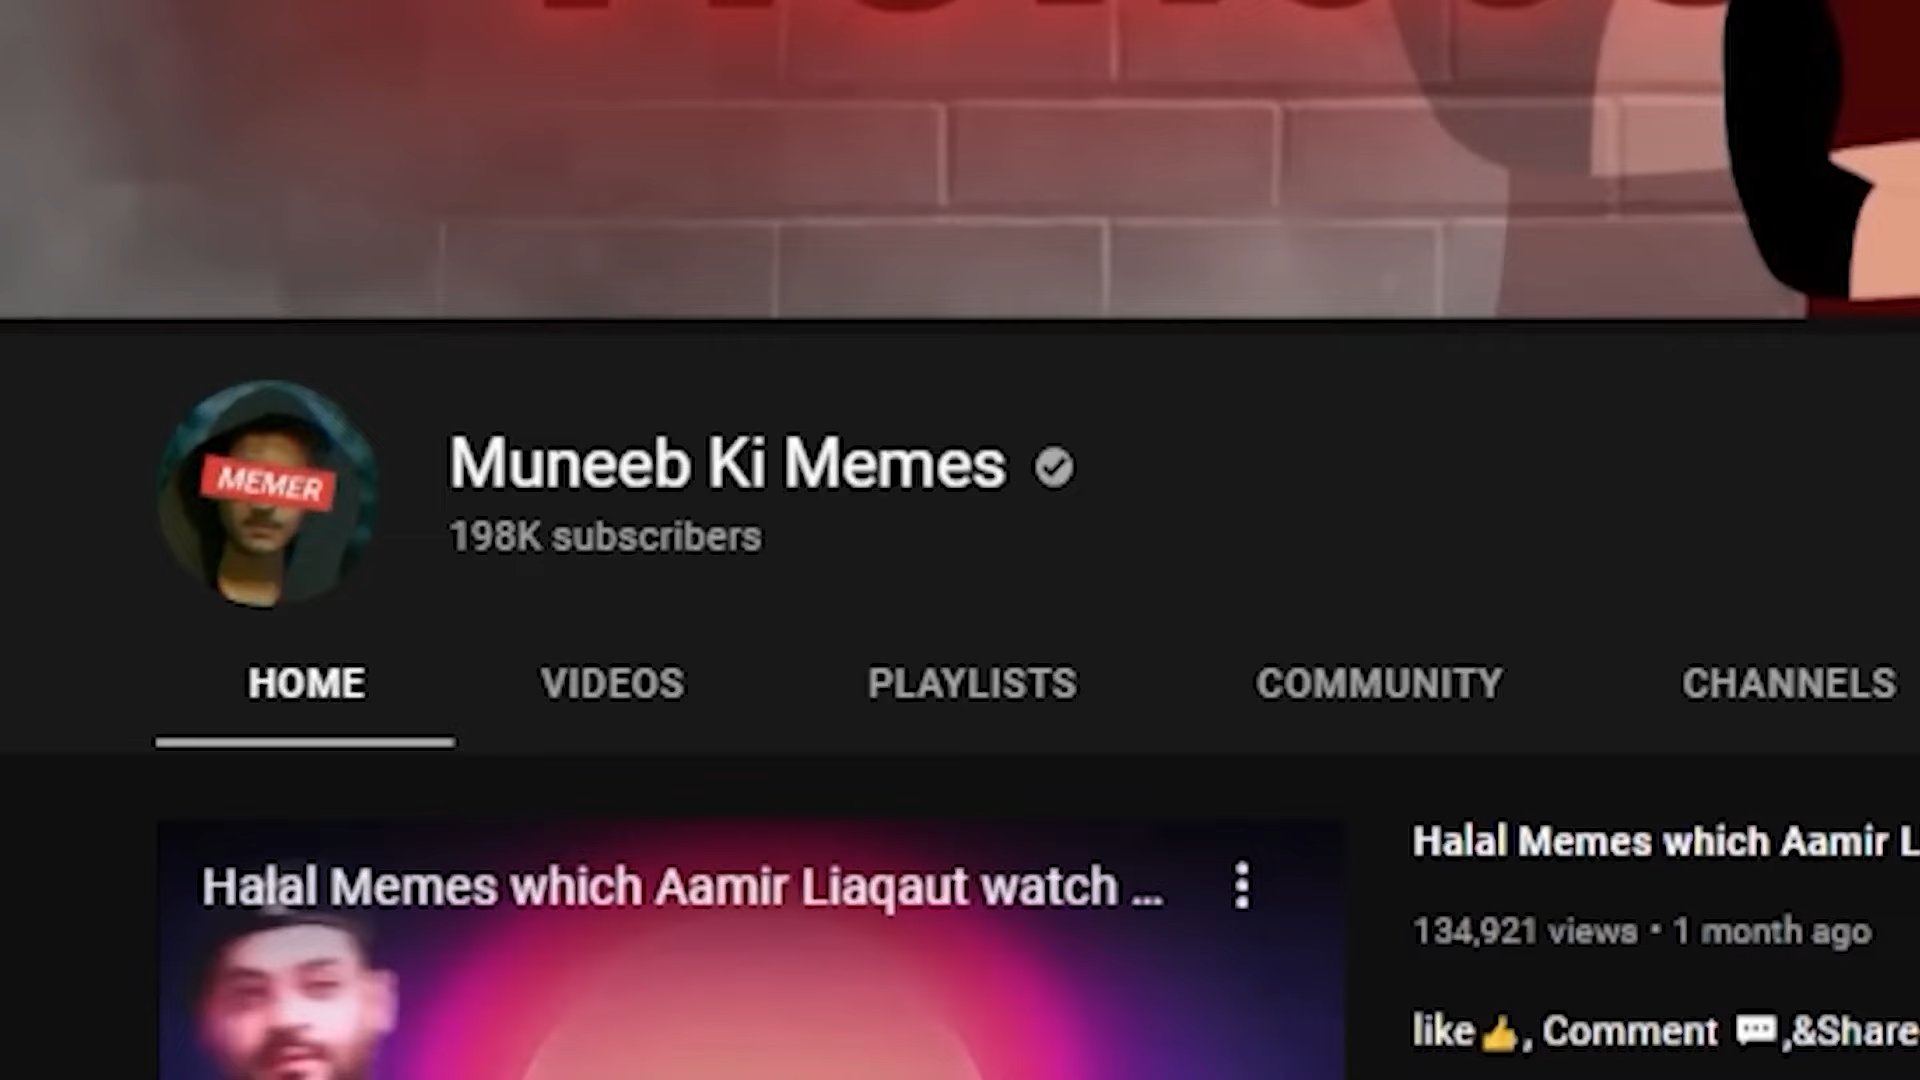 MEMER
Muneeb Ki Memes
198K subscribers
HOME VIDEOS PLAYLISTS COMMUNITY CHANNELS
Halal Memes which Aamir Liaqaut watch ...
Halal Memes which Aamir L
134,921 views • 1 month ago
like👍, Comment 💬,&Share